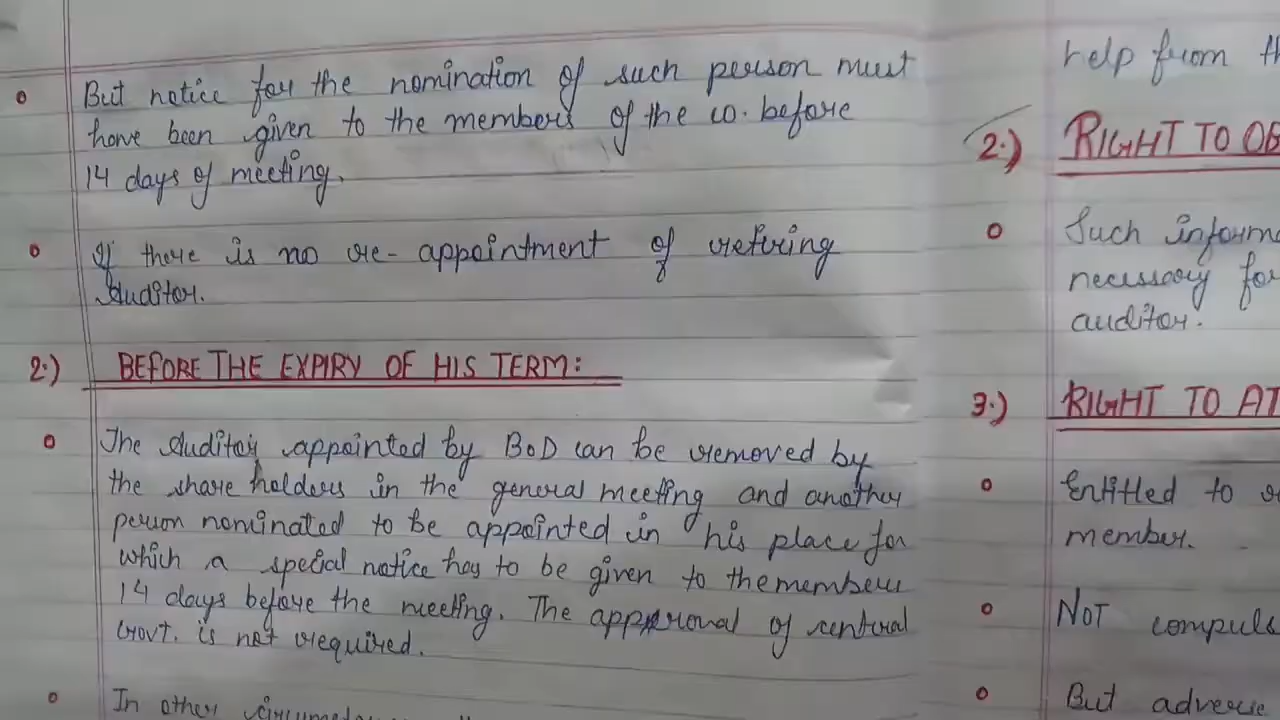 But notice for the nomination of such person must
have been given to the members of the co. before
14 days of meeting.
If there is no re-appointment of retiring
Auditor.
2.) BEFORE THE EXPIRY OF HIS TERM:
The Auditor appointed by BoD can be removed by
the share holders in the general meeting and another
person nominated to be appointed in his place for
which a special notice has to be given to the members
14 days before the meeting. The approval of central
Govt. is not required.
In other
help from
2.) RIGHT TO OB
Such informa
necessary for
auditor.
3.) RIGHT TO AT
Entitled to
member.
NOT compuls
But adverse